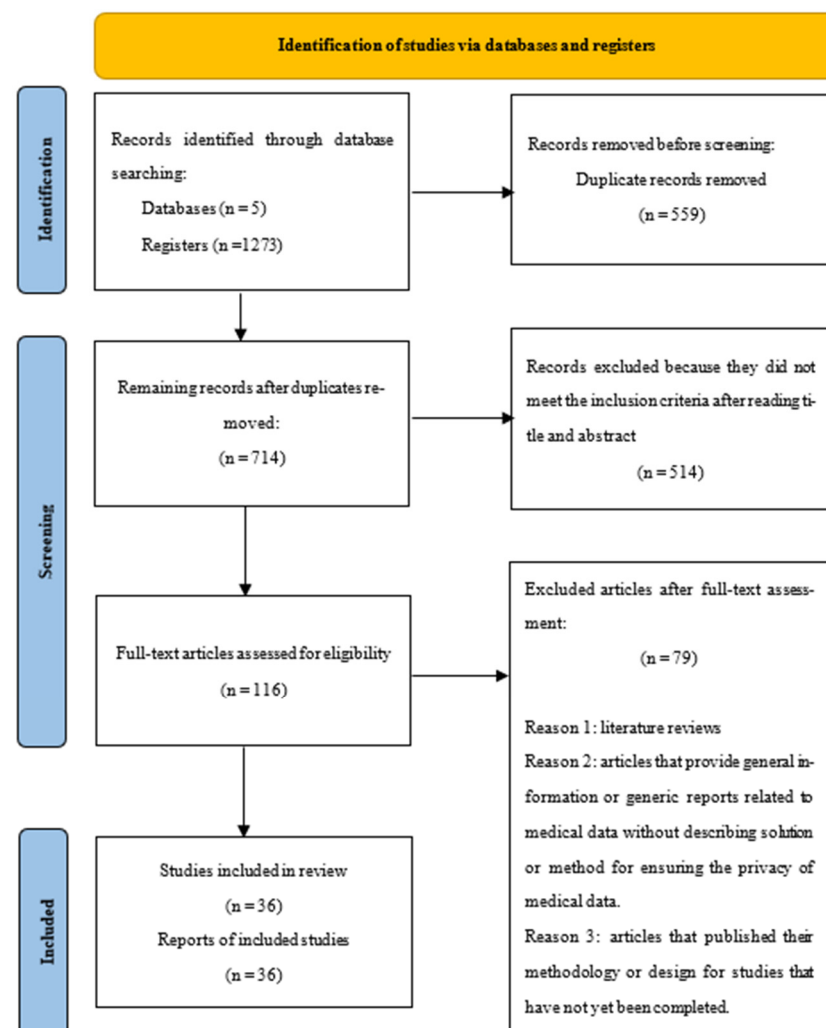 Identification of studies via databases and registers
Identification
Records identified through database
searching:
Databases (n = 5)
Registers (n =1273)
Records removed before screening:
Duplicate records removed
(n = 559)
Screening
Remaining records after duplicates re-
moved:
(n = 714)
Records excluded because they did not
meet the inclusion criteria after reading ti-
tle and abstract
(n = 514)
Full-text articles assessed for eligibility
(n = 116)
Excluded articles after full-text assess-
ment:
(n = 79)
Reason 1: literature reviews
Reason 2: articles that provide general in-
formation or generic reports related to
medical data without describing solution
or method for ensuring the privacy of
medical data.
Reason 3: articles that published their
methodology or design for studies that
have not yet been completed.
Included
Studies included in review
(n = 36)
Reports of included studies
(n = 36)